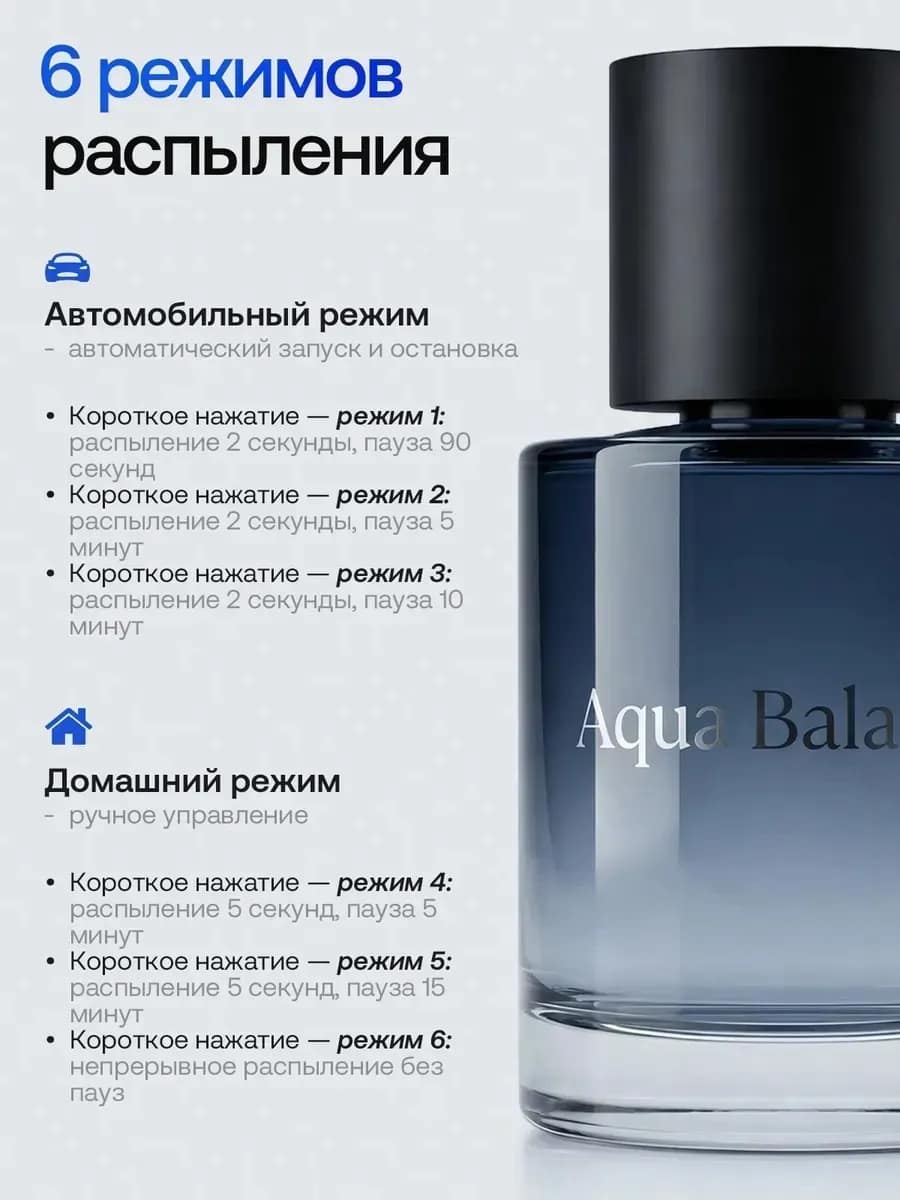 6 режимов
распыления
Автомобильный режим
- автоматический запуск и остановка
• Короткое нажатие — режим 1:
распыление 2 секунды, пауза 90
секунд
• Короткое нажатие — режим 2:
распыление 2 секунды, пауза 5
минут
• Короткое нажатие — режим 3:
распыление 2 секунды, пауза 10
минут
Домашний режим
- ручное управление
• Короткое нажатие — режим 4:
распыление 5 секунд, пауза 5
минут
• Короткое нажатие — режим 5:
распыление 5 секунд, пауза 15
минут
• Короткое нажатие — режим 6:
непрерывное распыление без
пауз
Aqua Bala